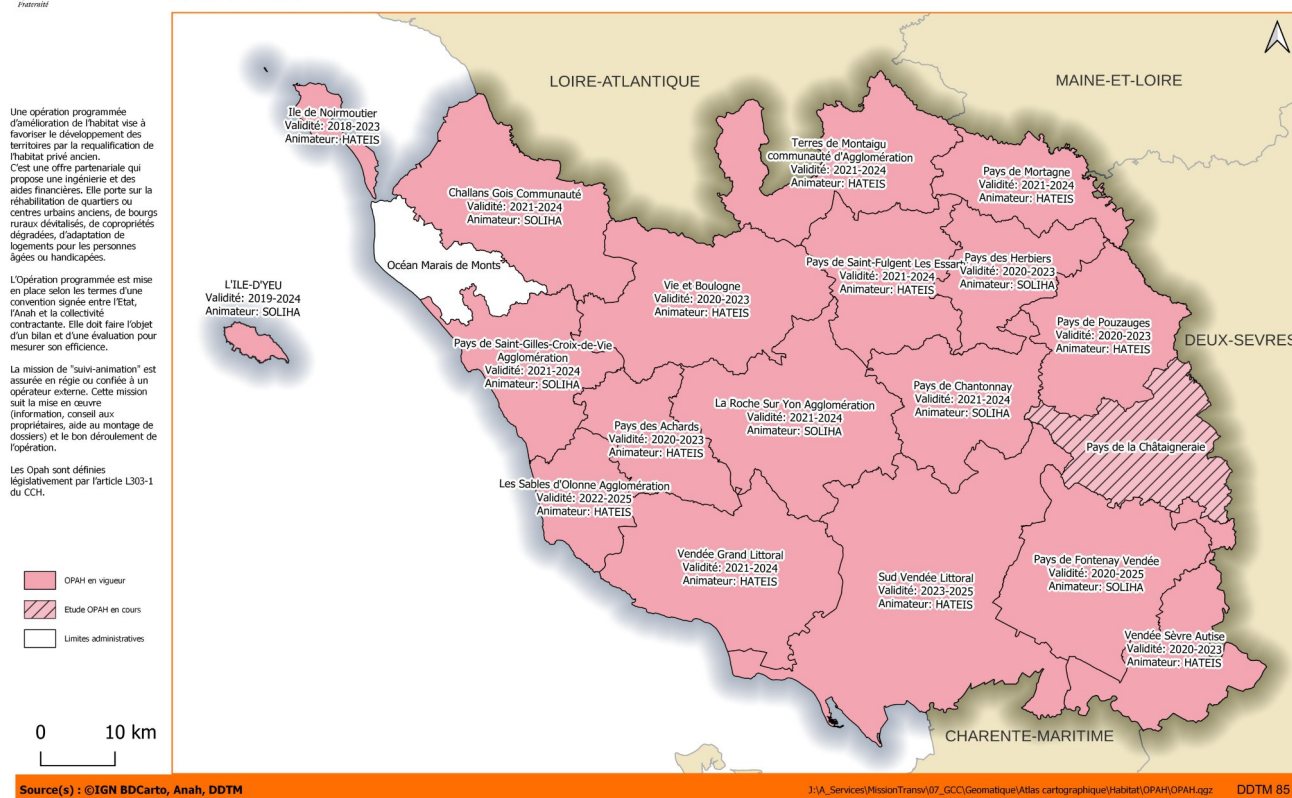 Fraternité
Une opération programmée
d'amélioration de l'habitat vise à
favoriser le développement des
territoires par la requalification de
l'habitat privé ancien.
C'est une offre partenariale qui
propose une ingénierie et des
aides financières. Elle porte sur la
réhabilitation de quartiers ou
centres urbains anciens, de bourgs
ruraux dévitalisés, de copropriétés
dégradées, d'adaptation de
logements pour les personnes
âgées ou handicapées.
L'Opération programmée est mise
en place selon les termes d'une
convention signée entre l'Etat,
l'Anah et la collectivité
contractante. Elle doit faire l'objet
d'un bilan et d'une évaluation pour
mesurer son efficience.
La mission de "suivi-animation" est
assurée en régie ou confiée à un
opérateur externe. Cette mission
suit la mise en œuvre
(information, conseil aux
propriétaires, aide au montage de
dossiers) et le bon déroulement de
l'opération.
Les Opah sont définies
législativement par l'article L303-1
du CCH.
OPAH en vigueur
Etude OPAH en cours
Limites administratives
0 10 km
LOIRE-ATLANTIQUE
MAINE-ET-LOIRE
DEUX-SEVRES
CHARENTE-MARITIME
Ile de Noirmoutier
Validité: 2018-2023
Animateur: HATEIS
Challans Gois Communauté
Validité: 2021-2024
Animateur: SOLIHA
Terres de Montaigu
communauté d'Agglomération
Validité: 2021-2024
Animateur: HATEIS
Pays de Mortagne
Validité: 2021-2024
Animateur: HATEIS
Océan Marais de Monts
L'ILE-D'YEU
Validité: 2019-2024
Animateur: SOLIHA
Vie et Boulogne
Validité: 2020-2023
Animateur: HATEIS
Pays de Saint-Fulgent Les Essart
Validité: 2021-2024
Animateur: HATEIS
Pays des Herbiers
Validité: 2020-2023
Animateur: SOLIHA
Pays de Pouzauges
Validité: 2020-2023
Animateur: HATEIS
Pays de Saint-Gilles-Croix-de-Vie
Agglomération
Validité: 2021-2024
Animateur: SOLIHA
Pays de Chantonnay
Validité: 2021-2024
Animateur: SOLIHA
La Roche Sur Yon Agglomération
Validité: 2021-2024
Animateur: SOLIHA
Pays des Achards
Validité: 2020-2023
Animateur: HATEIS
Pays de la Châtaigneraie
Les Sables d'Olonne Agglomération
Validité: 2022-2025
Animateur: HATEIS
Vendée Grand Littoral
Validité: 2021-2024
Animateur: HATEIS
Sud Vendée Littoral
Validité: 2023-2025
Animateur: HATEIS
Pays de Fontenay Vendée
Validité: 2020-2025
Animateur: SOLIHA
Vendée Sèvre Autise
Validité: 2020-2023
Animateur: HATEIS
Source(s) : ©IGN BDCarto, Anah, DDTM
J:\A_Services\MissionTransv\07_GCC\Geomatique\Atlas cartographique\Habitat\OPAH\OPAH.qgz
DDTM 85